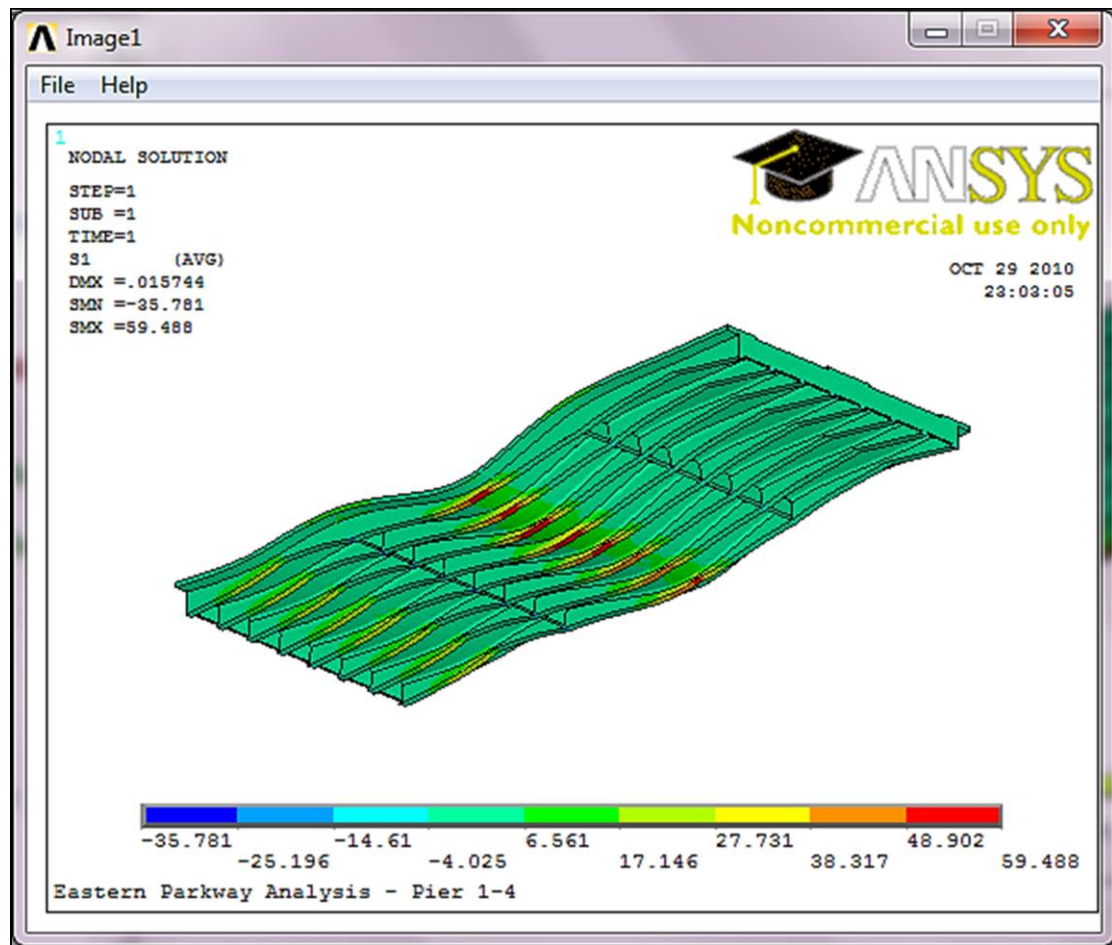 Image1
File Help
1
NODAL SOLUTION
STEP=1
SUB =1
TIME=1
S1 (AVG)
DMX =.015744
SMN =-35.781
SMX =59.488
ANSYS
Noncommercial use only
OCT 29 2010
23:03:05
-35.781 -14.61 6.561 27.731 48.902
-25.196 -4.025 17.146 38.317 59.488
Eastern Parkway Analysis - Pier 1-4